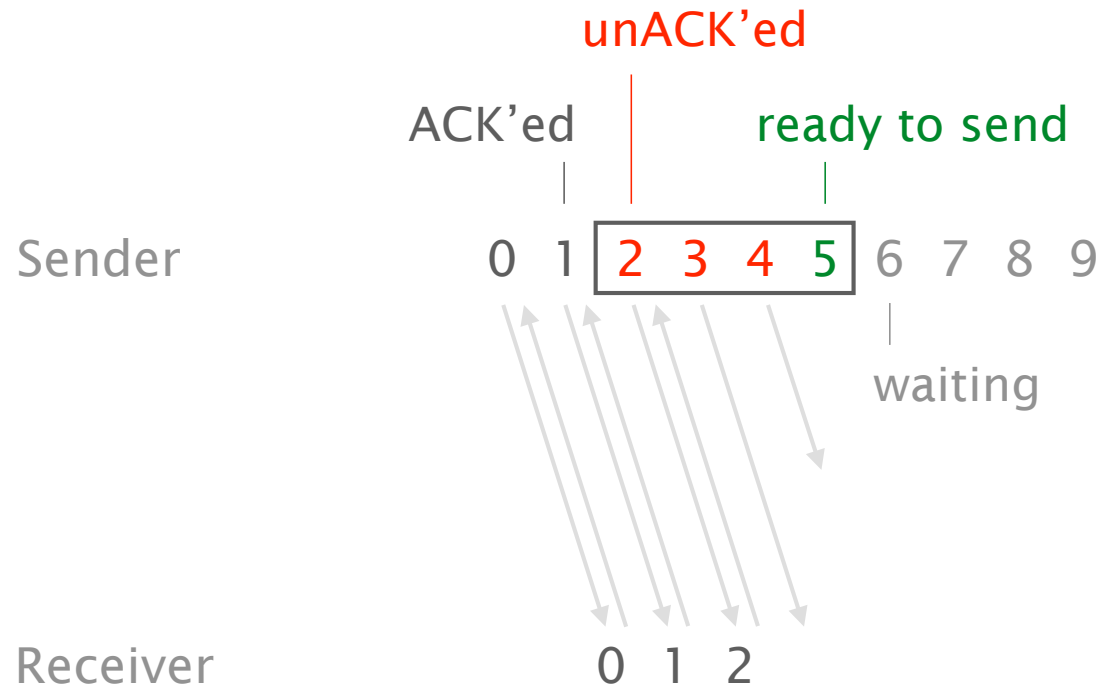 unACK’ed
ACK’ed ready to send
Sender 0 1 2 3 4 5 6 7 8 9
waiting
Receiver 0 1 2